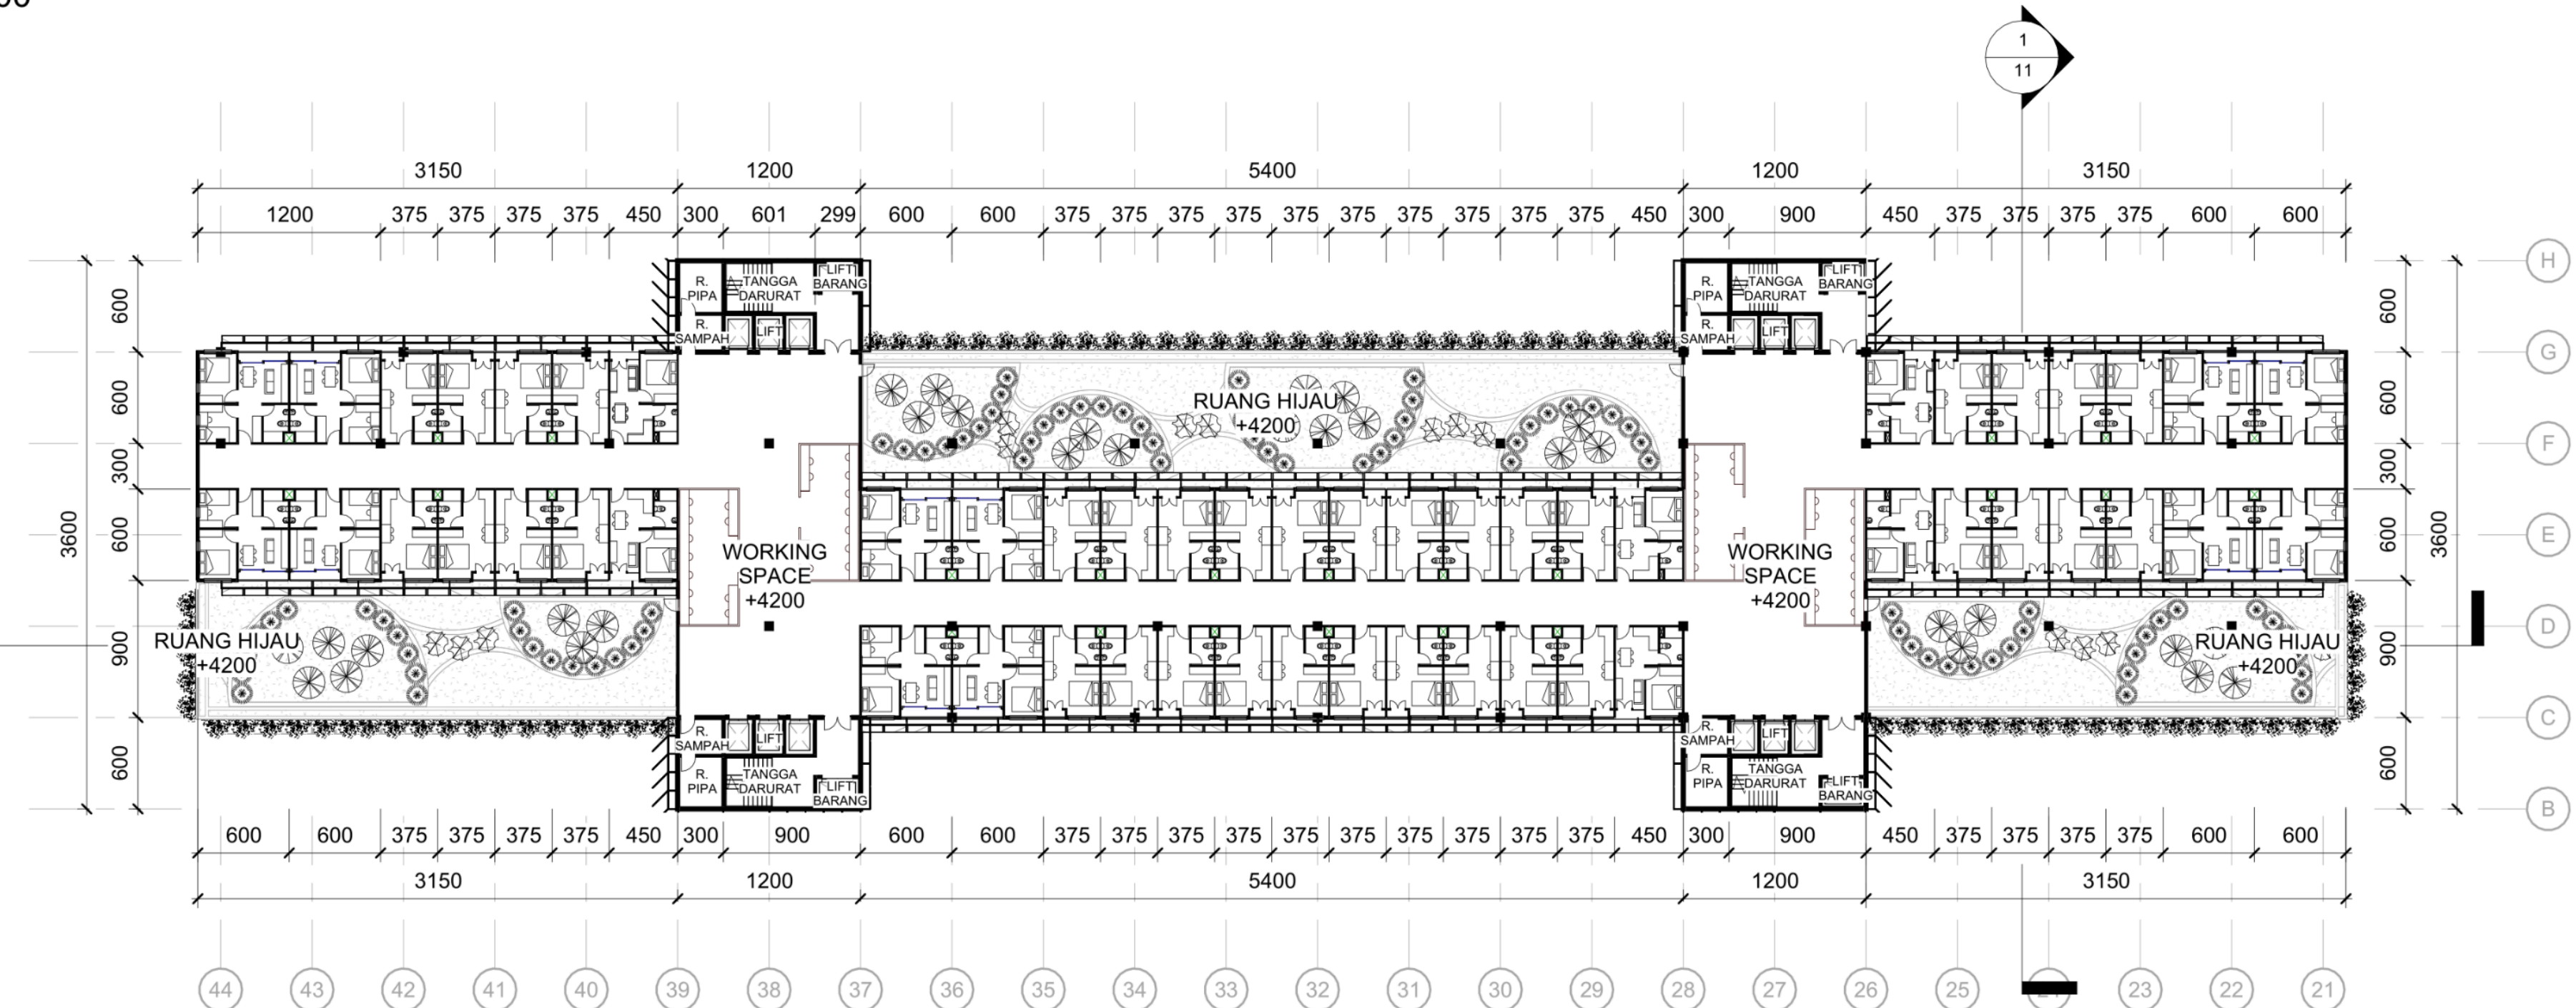 1
11
3150 1200 5400 1200 3150
1200 375 375 375 375 450 300 601 299 600 600 375 375 375 375 375 375 375 375 375 375 450 300 900 450 375 375 375 375 600 600
H
G
F
E
D
C
B
3600
600
600
300
600
900
600
R.
PIPA
TANGGA
DARURAT
LIFT
BARANG
R.
SAMPAH
LIFT
R.
PIPA
TANGGA
DARURAT
LIFT
BARANG
R.
SAMPAH
LIFT
RUANG HIJAU
+4200
WORKING
SPACE
+4200
WORKING
SPACE
+4200
RUANG HIJAU
+4200
RUANG HIJAU
+4200
R.
SAMPAH
LIFT
R.
PIPA
TANGGA
DARURAT
LIFT
BARANG
R.
SAMPAH
LIFT
R.
PIPA
TANGGA
DARURAT
LIFT
BARANG
600
600
300
600
900
600
3600
600 600 375 375 375 375 450 300 900 600 600 375 375 375 375 375 375 375 375 375 375 450 300 900 450 375 375 375 375 600 600
3150 1200 5400 1200 3150
44 43 42 41 40 39 38 37 36 35 34 33 32 31 30 29 28 27 26 25 24 23 22 21